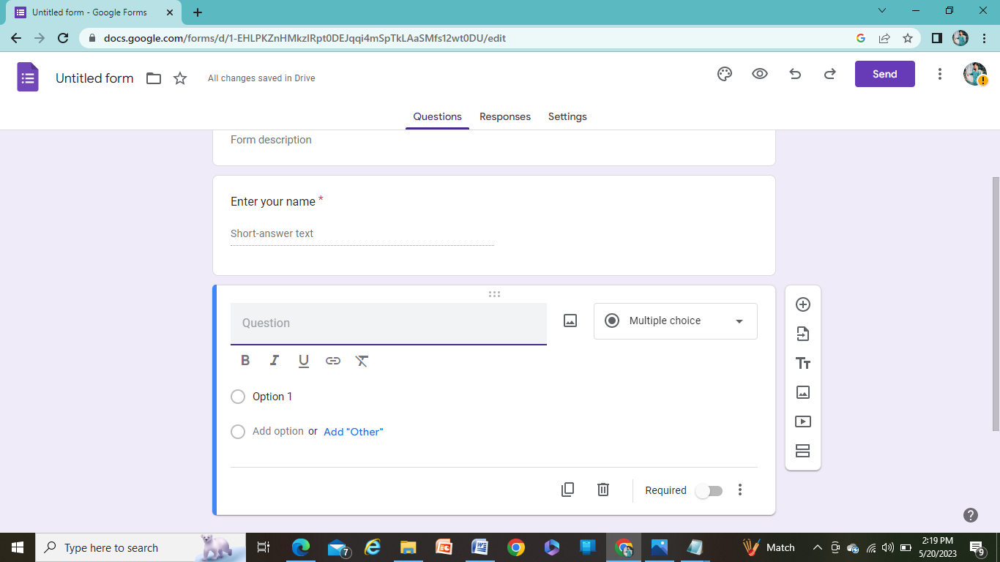 Untitled form - Google Forms
docs.google.com/forms/d/1-EHLPKZnHMkzIRpt0DEJqqi4mSpTkLAaSMfs12wt0DU/edit
Untitled form
All changes saved in Drive
Send
Questions Responses Settings
Form description
Enter your name *
Short-answer text
Question
Multiple choice
B I U
Option 1
Add option or Add "Other"
Required
Type here to search
7
Match
2:19 PM
5/20/2023
9